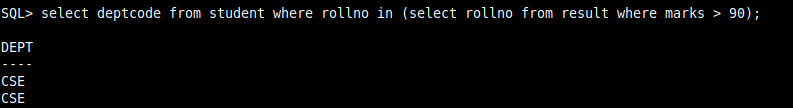 SQL> select deptcode from student where rollno in (select rollno from result where marks > 90);
DEPT
----
CSE
CSE